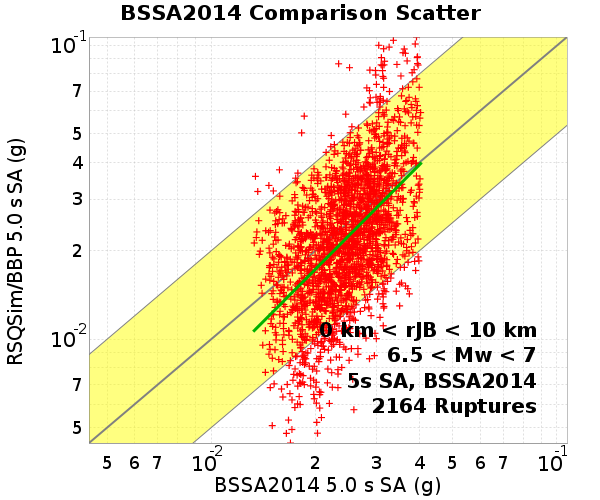 BSSA2014 Comparison Scatter
RSQSim/BBP 5.0 s SA (g)
10-1
7
5
4
3
2
10-2
7
5
0 km < rJB < 10 km
6.5 < Mw < 7
5s SA, BSSA2014
2164 Ruptures
5 6 7 10-2 2 3 4 5 6 7 10-1
BSSA2014 5.0 s SA (g)